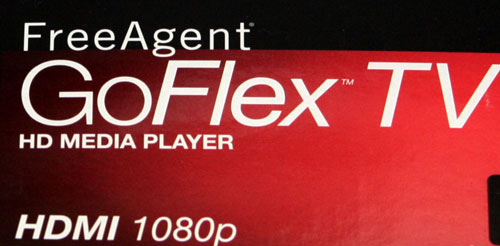 FreeAgent®
GoFlex™ TV
HD MEDIA PLAYER
HDMI 1080p